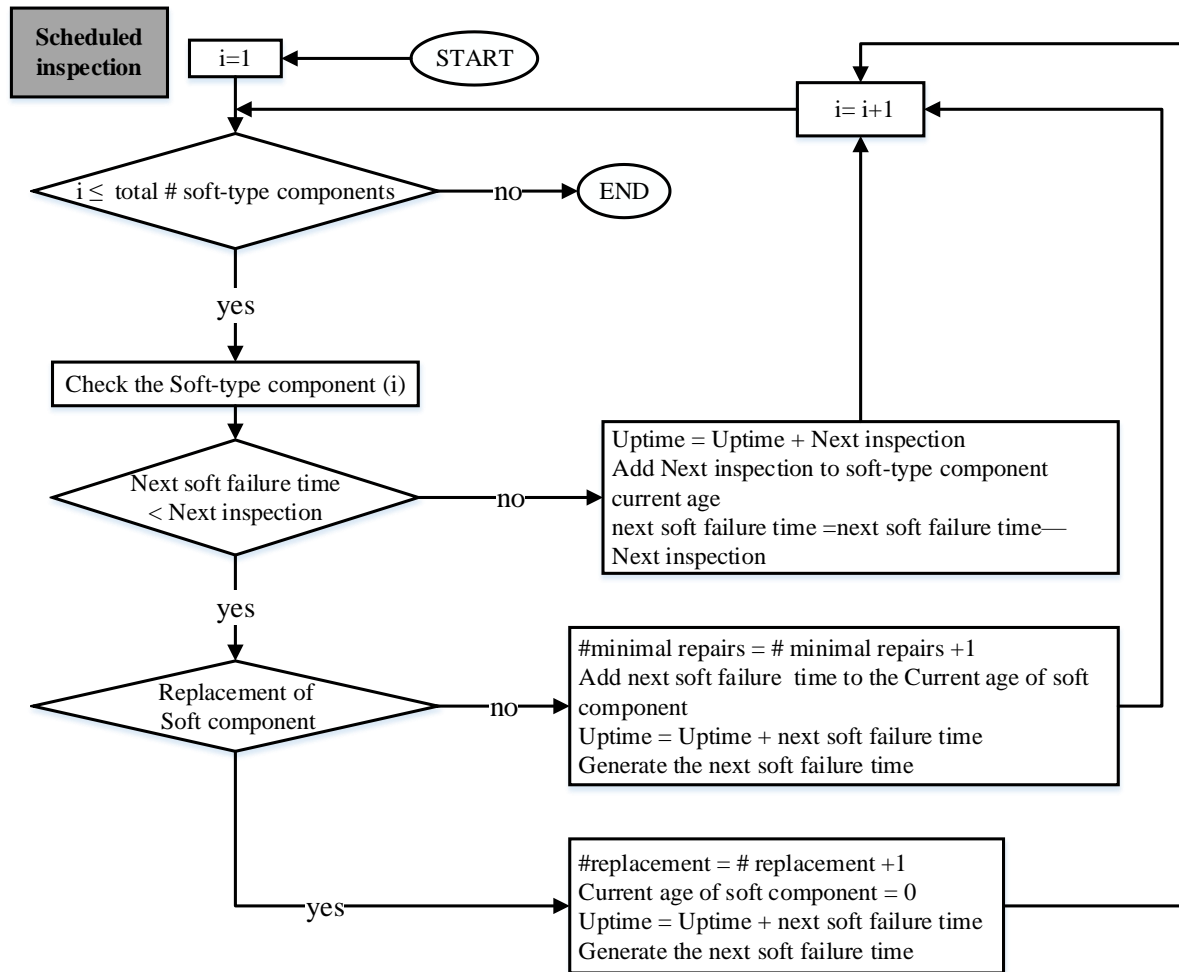 Scheduled
inspection
i=1
START
i= i+1
i ≤  total # soft-type components
no
END
yes
Check the Soft-type component (i)
Next soft failure time
< Next inspection
no
Uptime = Uptime + Next inspection
Add Next inspection to soft-type component
current age
next soft failure time =next soft failure time—
Next inspection
yes
Replacement of
Soft component
no
#minimal repairs = # minimal repairs +1
Add next soft failure  time to the Current age of soft
component
Uptime = Uptime + next soft failure time
Generate the next soft failure time
yes
#replacement = # replacement +1
Current age of soft component = 0
Uptime = Uptime + next soft failure time
Generate the next soft failure time